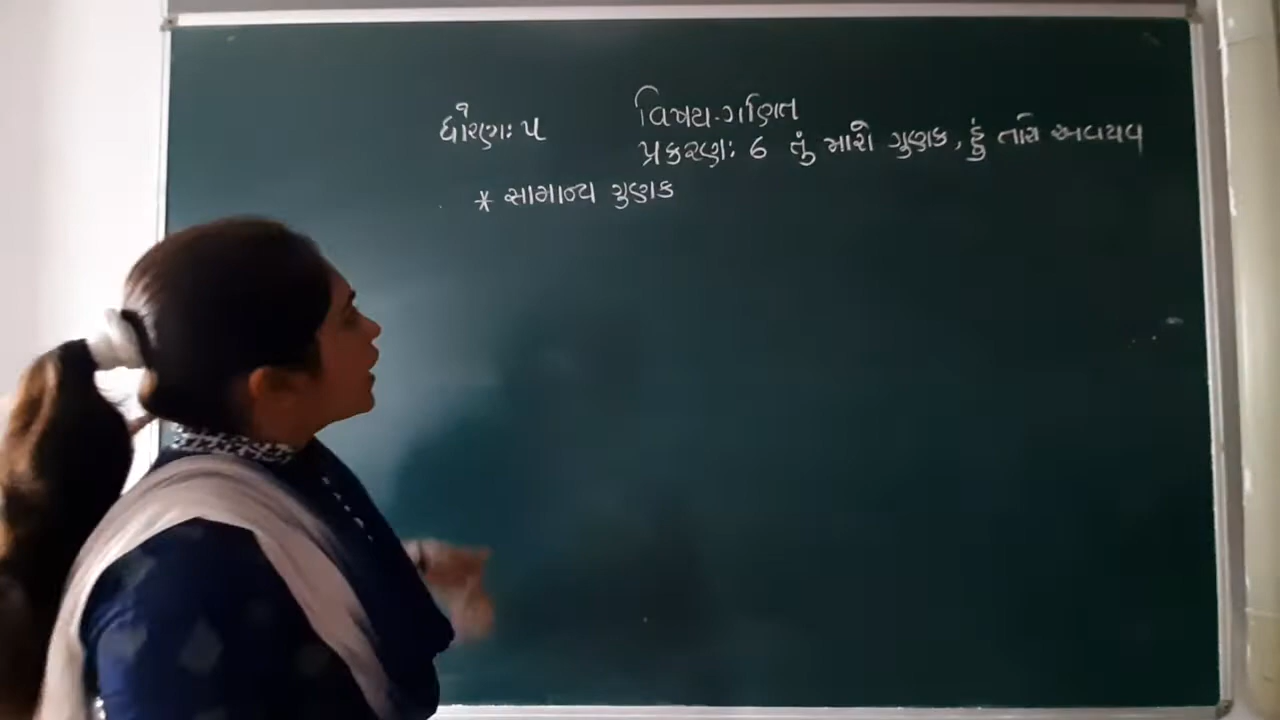 ધોરણ: ૫
વિષય-ગણિત
પ્રકરણ: 6 તું મારો ગુણક, હું તારો અવયવ
* સામાન્ય ગુણક